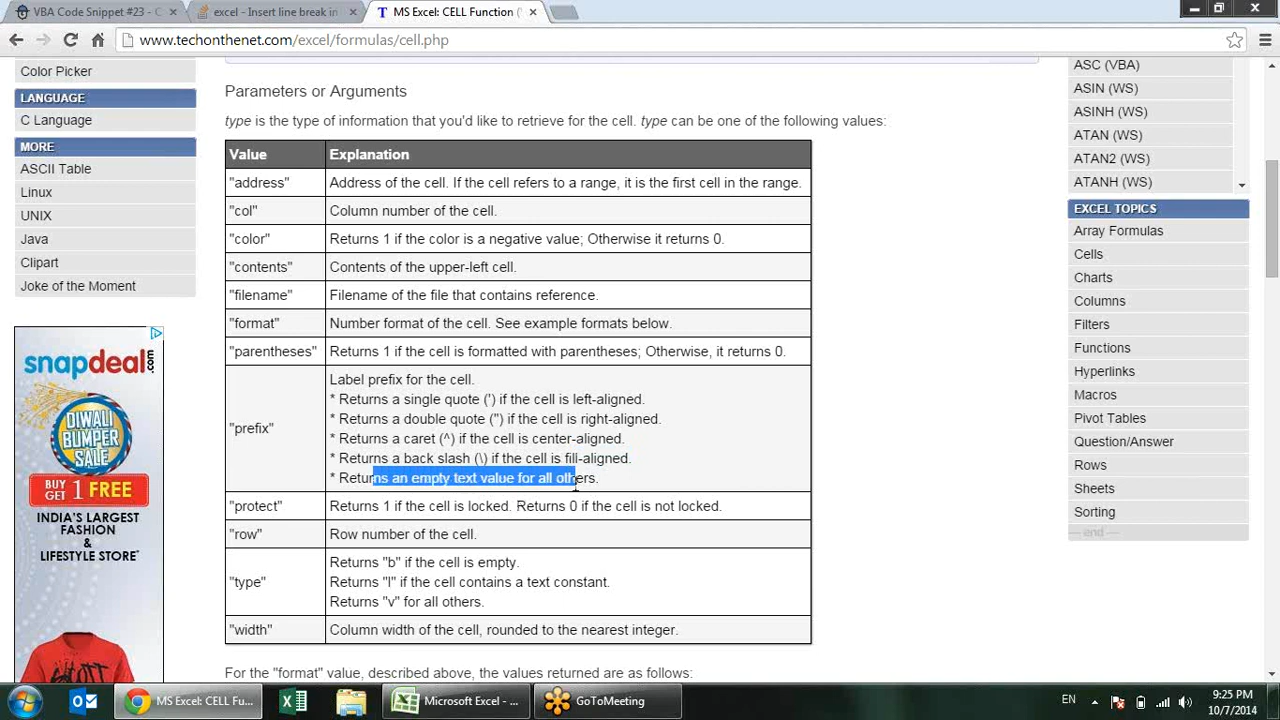 VBA Code Snippet #23 - C
excel - Insert line break in
MS Excel: CELL Function (
www.techonthenet.com/excel/formulas/cell.php
Color Picker
LANGUAGE
C Language
MORE
ASCII Table
Linux
UNIX
Java
Clipart
Joke of the Moment
snapdeal.com
DIWALI
BUMPER
SALE
BUY 1 GET 1 FREE
INDIA'S LARGEST
FASHION
&
LIFESTYLE STORE*
Parameters or Arguments
type is the type of information that you'd like to retrieve for the cell. type can be one of the following values:
Value Explanation
"address" Address of the cell. If the cell refers to a range, it is the first cell in the range.
"col" Column number of the cell.
"color" Returns 1 if the color is a negative value; Otherwise it returns 0.
"contents" Contents of the upper-left cell.
"filename" Filename of the file that contains reference.
"format" Number format of the cell. See example formats below.
"parentheses" Returns 1 if the cell is formatted with parentheses; Otherwise, it returns 0.
"prefix"
Label prefix for the cell.
* Returns a single quote (') if the cell is left-aligned.
* Returns a double quote (") if the cell is right-aligned.
* Returns a caret (^) if the cell is center-aligned.
* Returns a back slash (\) if the cell is fill-aligned.
* Returns an empty text value for all others.
"protect" Returns 1 if the cell is locked. Returns 0 if the cell is not locked.
"row" Row number of the cell.
"type"
Returns "b" if the cell is empty.
Returns "l" if the cell contains a text constant.
Returns "v" for all others.
"width" Column width of the cell, rounded to the nearest integer.
For the "format" value, described above, the values returned are as follows:
ASC (VBA)
ASIN (WS)
ASINH (WS)
ATAN (WS)
ATAN2 (WS)
ATANH (WS)
EXCEL TOPICS
Array Formulas
Cells
Charts
Columns
Filters
Functions
Hyperlinks
Macros
Pivot Tables
Question/Answer
Rows
Sheets
Sorting
-- end --
MS Excel: CELL Fu...
Microsoft Excel - ...
GoToMeeting
EN
9:25 PM
10/7/2014